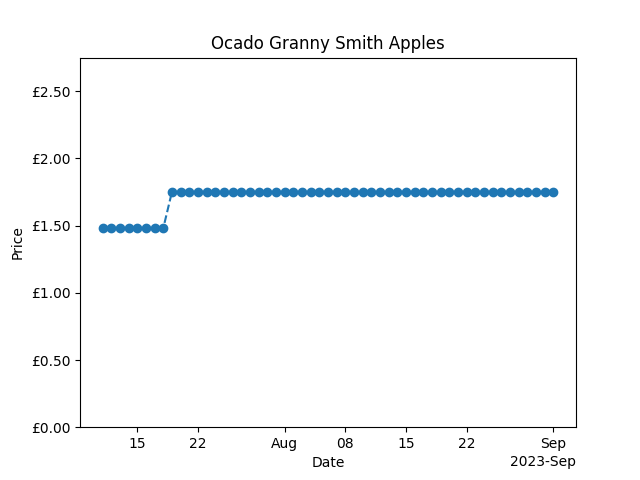 Ocado Granny Smith Apples
£2.50
£2.00
£1.50
£1.00
£0.50
£0.00
Price
15 22 Aug 08 15 22 Sep
Date
2023-Sep